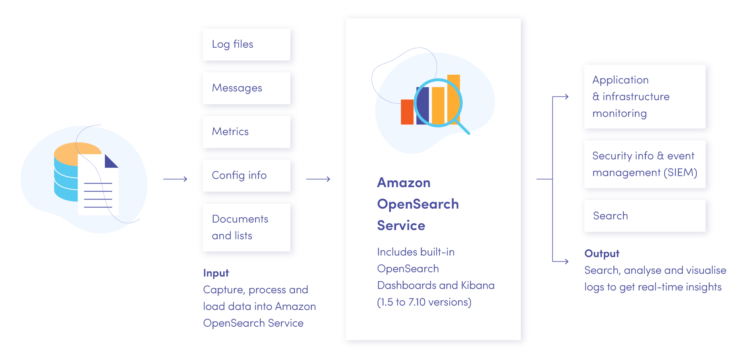 Log files
Messages
Metrics
Config info
Documents
and lists
Input
Capture, process and
load data into Amazon
OpenSearch Service
Amazon
OpenSearch
Service
Includes built-in
OpenSearch
Dashboards and Kibana
(1.5 to 7.10 versions)
Application
& infrastructure
monitoring
Security info & event
management (SIEM)
Search
Output
Search, analyse and visualise
logs to get real-time insights